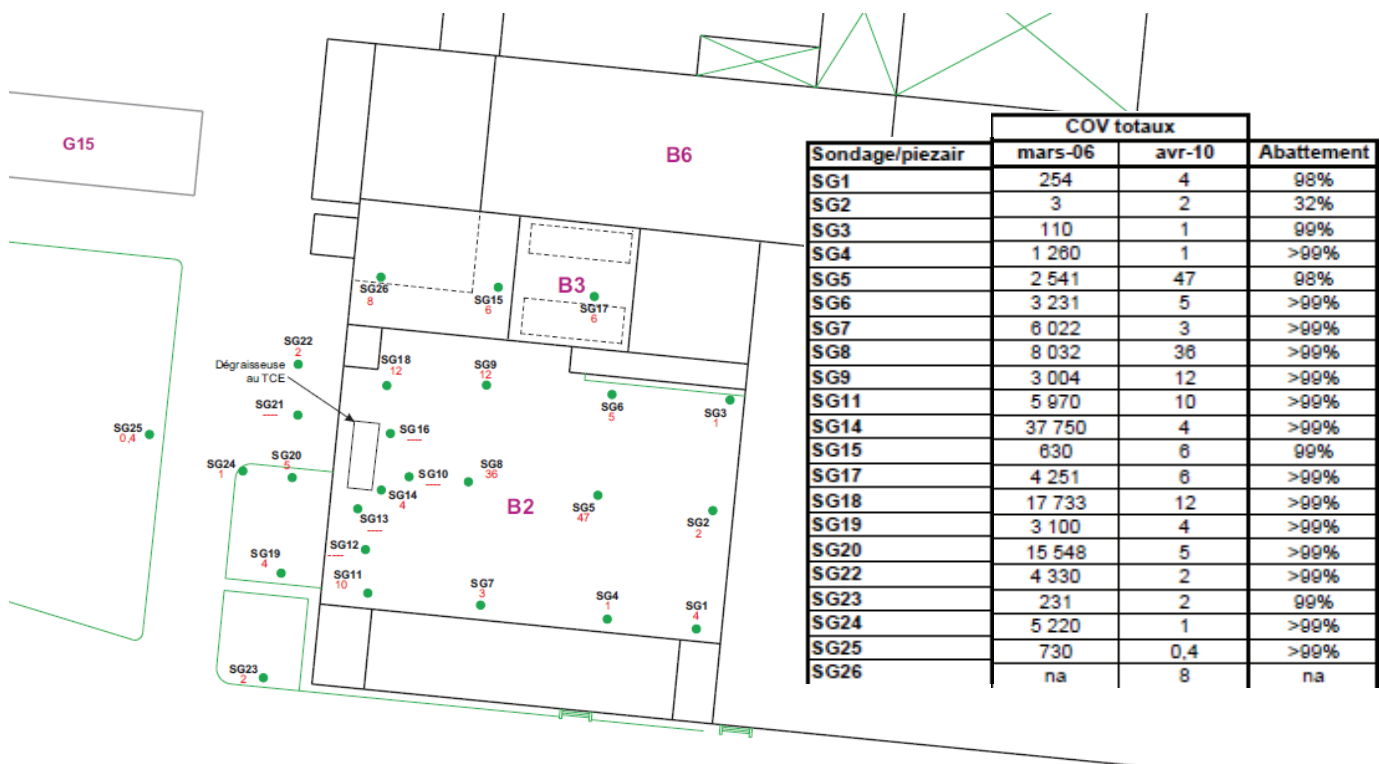 G15
B6
COV totaux
Sondage/piezair mars-06 avr-10 Abattement
SG1 254 4 98%
SG2 3 2 32%
SG3 110 1 99%
SG4 1 260 1 >99%
SG5 2 541 47 98%
SG6 3 231 5 >99%
SG7 6 022 3 >99%
SG8 8 032 36 >99%
SG9 3 004 12 >99%
SG11 5 970 10 >99%
SG14 37 750 4 >99%
SG15 630 6 99%
SG17 4 251 6 >99%
SG18 17 733 12 >99%
SG19 3 100 4 >99%
SG20 15 548 5 >99%
SG22 4 330 2 >99%
SG23 231 2 99%
SG24 5 220 1 >99%
SG25 730 0,4 >99%
SG26 na 8 na
B3
SG26
8
SG15
6
SG17
6
SG22
2
Dégraisseuse
au TCE
SG18
12
SG9
12
SG6
5
SG3
1
SG21
----
SG25
0,4
SG16
----
SG24
1
SG20
5
SG10
----
SG8
36
SG14
4
B2
SG5
47
SG2
2
SG13
----
SG12
----
SG19
4
SG11
10
SG7
3
SG4
1
SG1
4
SG23
2